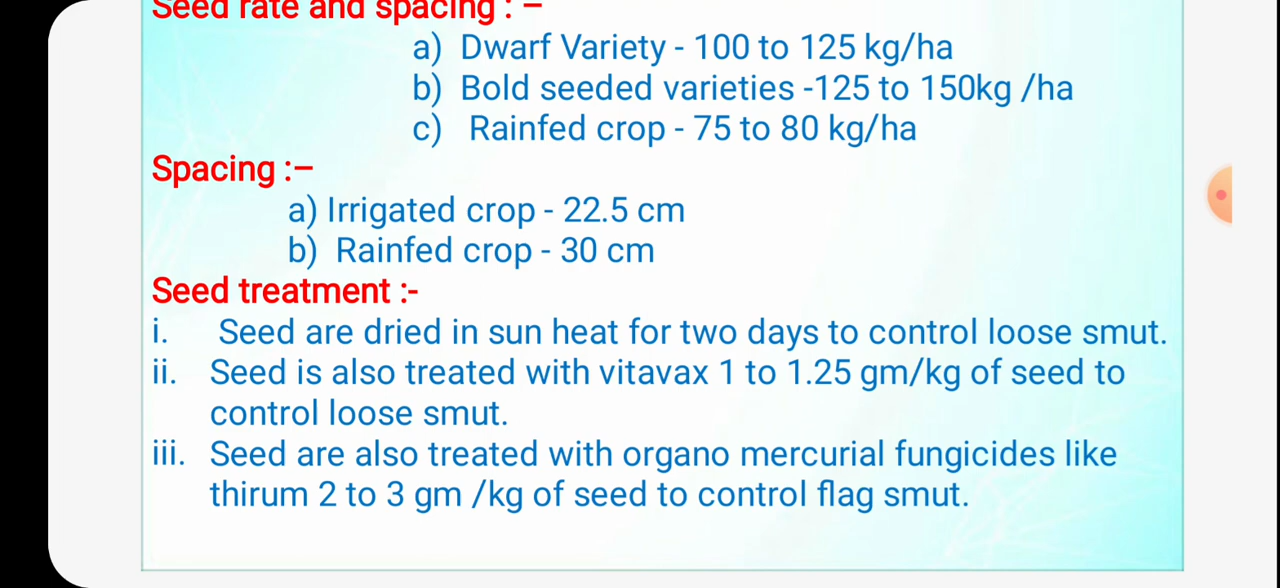 Seed rate and spacing : –
a) Dwarf Variety - 100 to 125 kg/ha
b) Bold seeded varieties -125 to 150kg /ha
c) Rainfed crop - 75 to 80 kg/ha
Spacing :–
a) Irrigated crop - 22.5 cm
b) Rainfed crop - 30 cm
Seed treatment :-
i. Seed are dried in sun heat for two days to control loose smut.
ii. Seed is also treated with vitavax 1 to 1.25 gm/kg of seed to
control loose smut.
iii. Seed are also treated with organo mercurial fungicides like
thirum 2 to 3 gm /kg of seed to control flag smut.